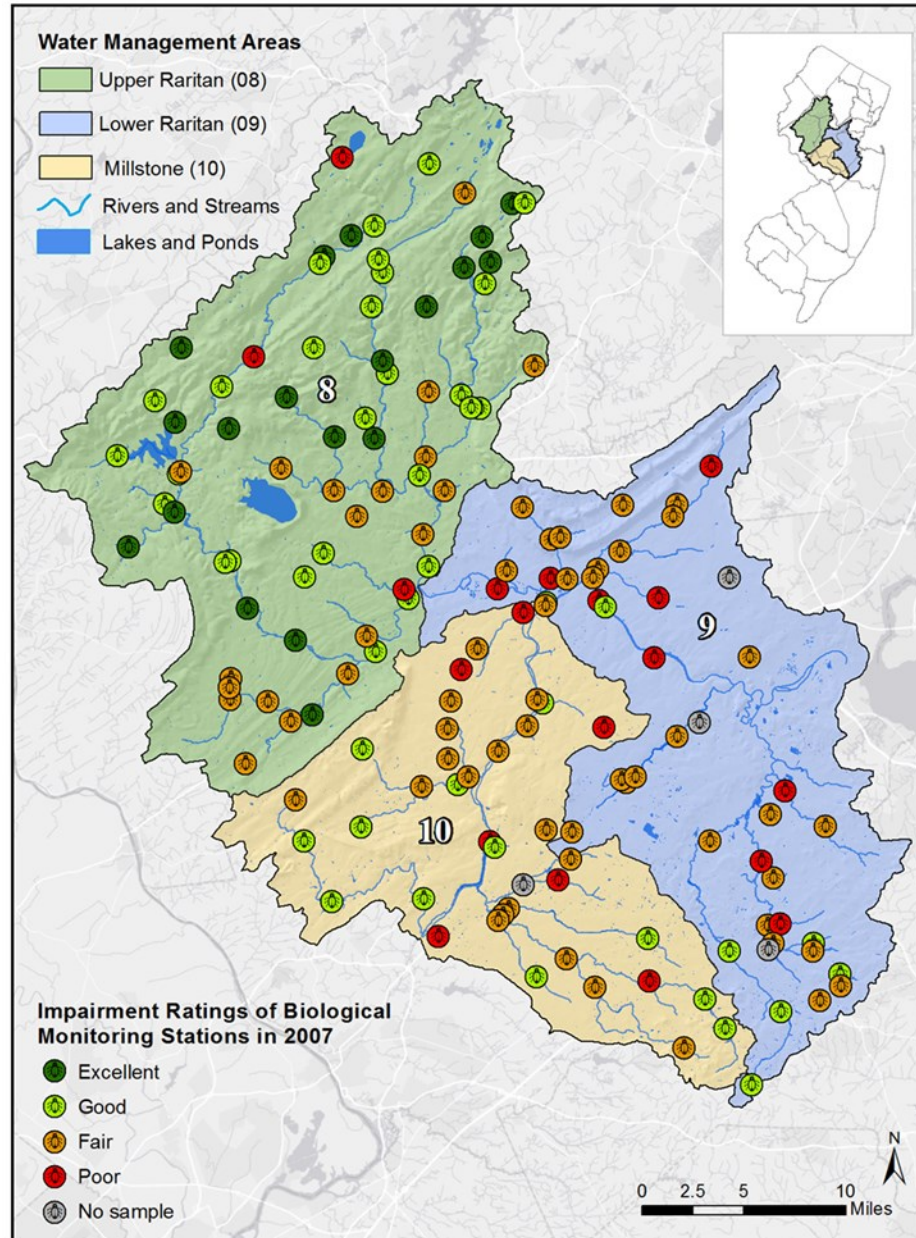 Water Management Areas
Upper Raritan (08)
Lower Raritan (09)
Millstone (10)
Rivers and Streams
Lakes and Ponds
8
9
10
Impairment Ratings of Biological
Monitoring Stations in 2007
Excellent
Good
Fair
Poor
No sample
N
0 2.5 5 10
Miles